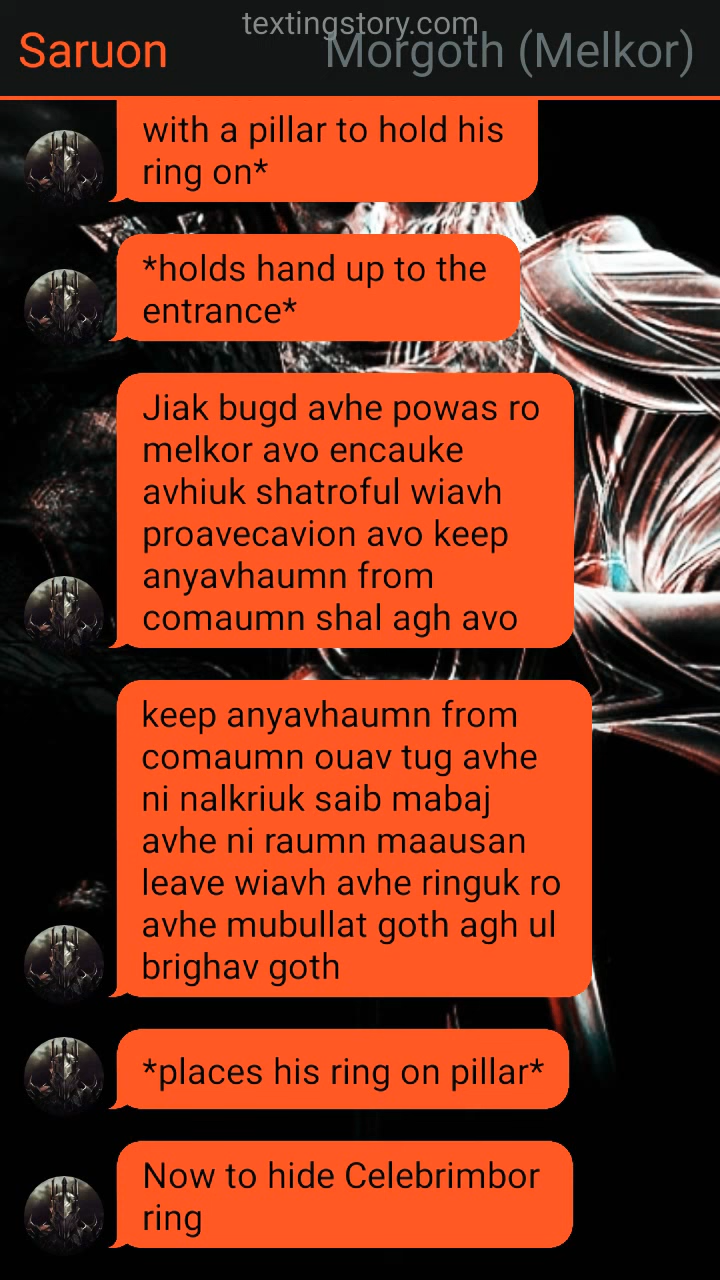 textingstory.com
Saruon
Morgoth (Melkor)
with a pillar to hold his
ring on*
*holds hand up to the
entrance*
Jiak bugd avhe powas ro
melkor avo encauke
avhiuk shatroful wiavh
proavecavion avo keep
anyavhaumn from
comaumn shal agh avo
keep anyavhaumn from
comaumn ouav tug avhe
ni nalkriuk saib mabaj
avhe ni raumn maausan
leave wiavh avhe ringuk ro
avhe mubullat goth agh ul
brighav goth
*places his ring on pillar*
Now to hide Celebrimbor
ring